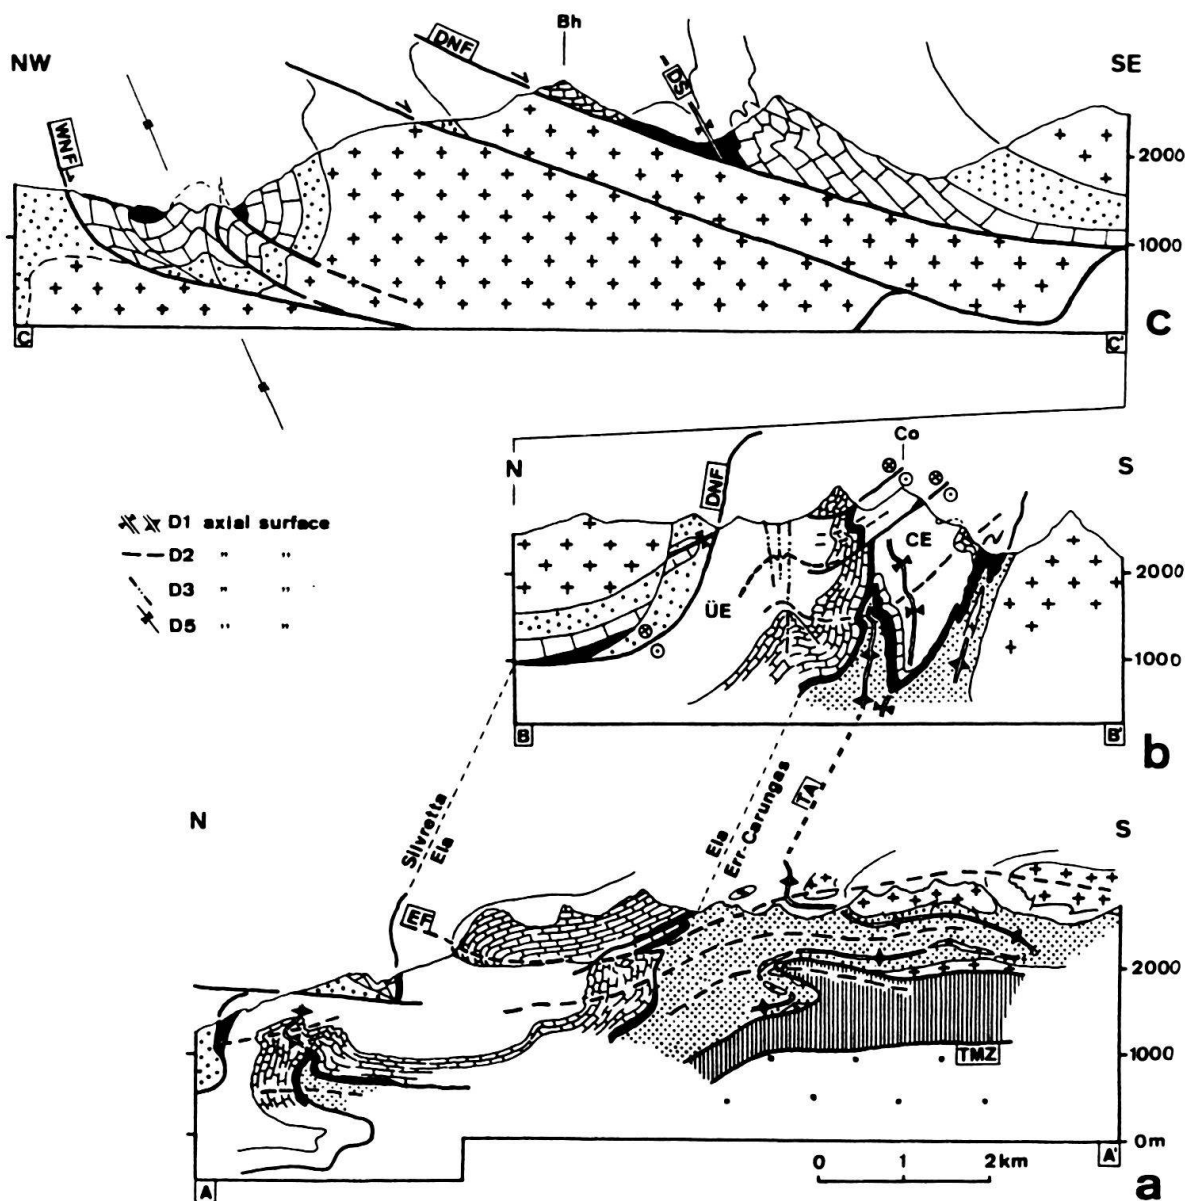 NW
WNF
DNF
Bh
DS
SE
2000
1000
C
C
C'
D1 axial surface
D2 " "
D3 " "
D5 " "
N
DNF
Co
S
ÜE
CE
2000
1000
B
B'
b
N
Silvretta
Ela
Ela
Err-Carungas
TA
S
EF
2000
1000
TMZ
0m
A
A'
0 1 2km
a